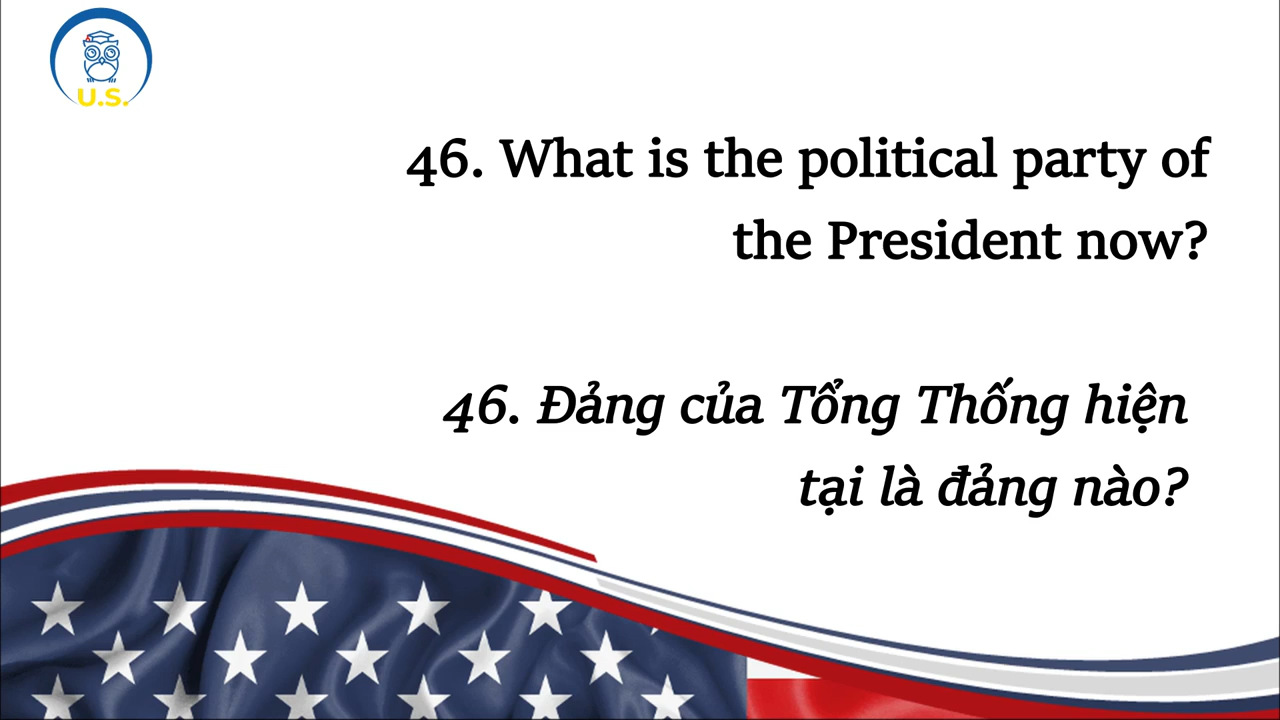 U.S.
46. What is the political party of
the President now?
46. Đảng của Tổng Thống hiện
tại là đảng nào?